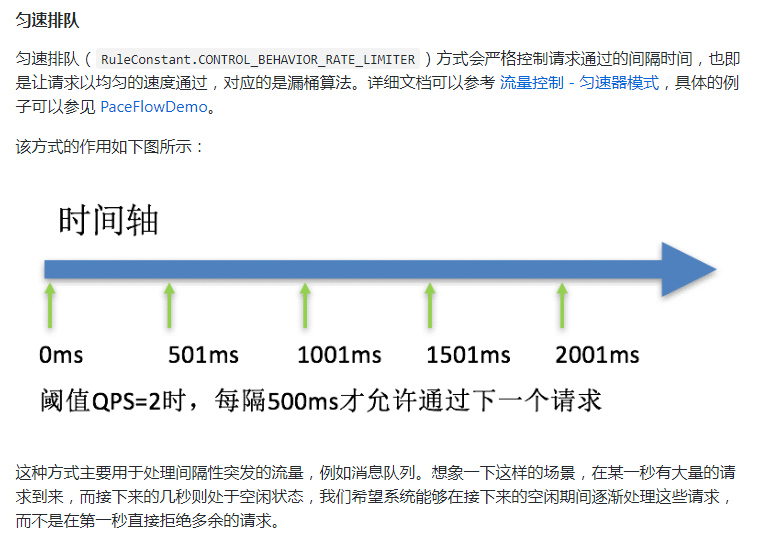 匀速排队
匀速排队（ RuleConstant.CONTROL_BEHAVIOR_RATE_LIMITER ）方式会严格控制请求通过的间隔时间，也即
是让请求以均匀的速度通过，对应的是漏桶算法。详细文档可以参考 流量控制 - 匀速器模式，具体的例
子可以参见 PaceFlowDemo。
该方式的作用如下图所示：
时间轴
0ms 501ms 1001ms 1501ms 2001ms
阈值QPS=2时，每隔500ms才允许通过下一个请求
这种方式主要用于处理间隔性突发的流量，例如消息队列。想象一下这样的场景，在某一秒有大量的请
求到来，而接下来的几秒则处于空闲状态，我们希望系统能够在接下来的空闲期间逐渐处理这些请求，
而不是在第一秒直接拒绝多余的请求。